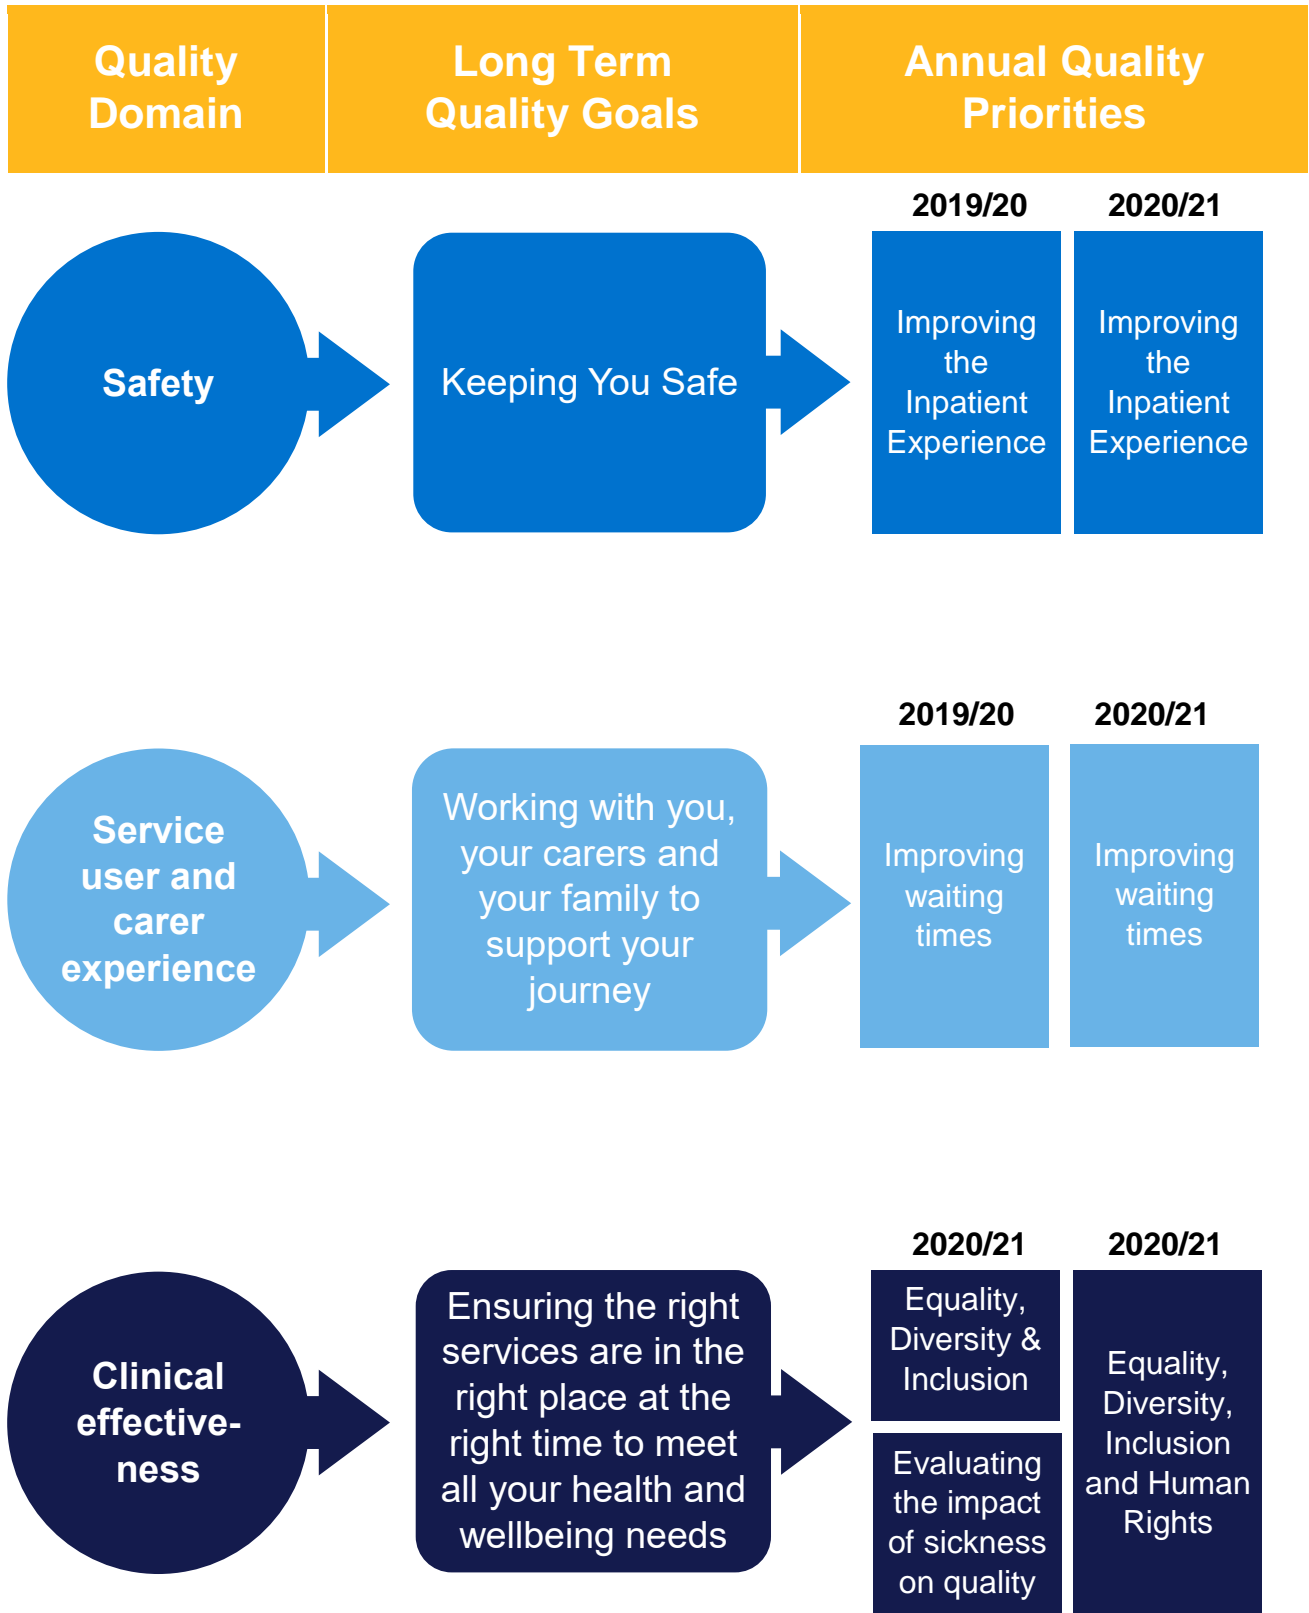 Quality
Domain
Long Term
Quality Goals
Annual Quality
Priorities
2019/20
2020/21
Safety
Keeping You Safe
Improving
the
Inpatient
Experience
Improving
the
Inpatient
Experience
2019/20
2020/21
Service
user and
carer
experience
Working with you,
your carers and
your family to
support your
journey
Improving
waiting
times
Improving
waiting
times
2020/21
2020/21
Clinical
effective-
ness
Ensuring the right
services are in the
right place at the
right time to meet
all your health and
wellbeing needs
Equality,
Diversity &
Inclusion
Evaluating
the impact
of sickness
on quality
Equality,
Diversity,
Inclusion
and Human
Rights